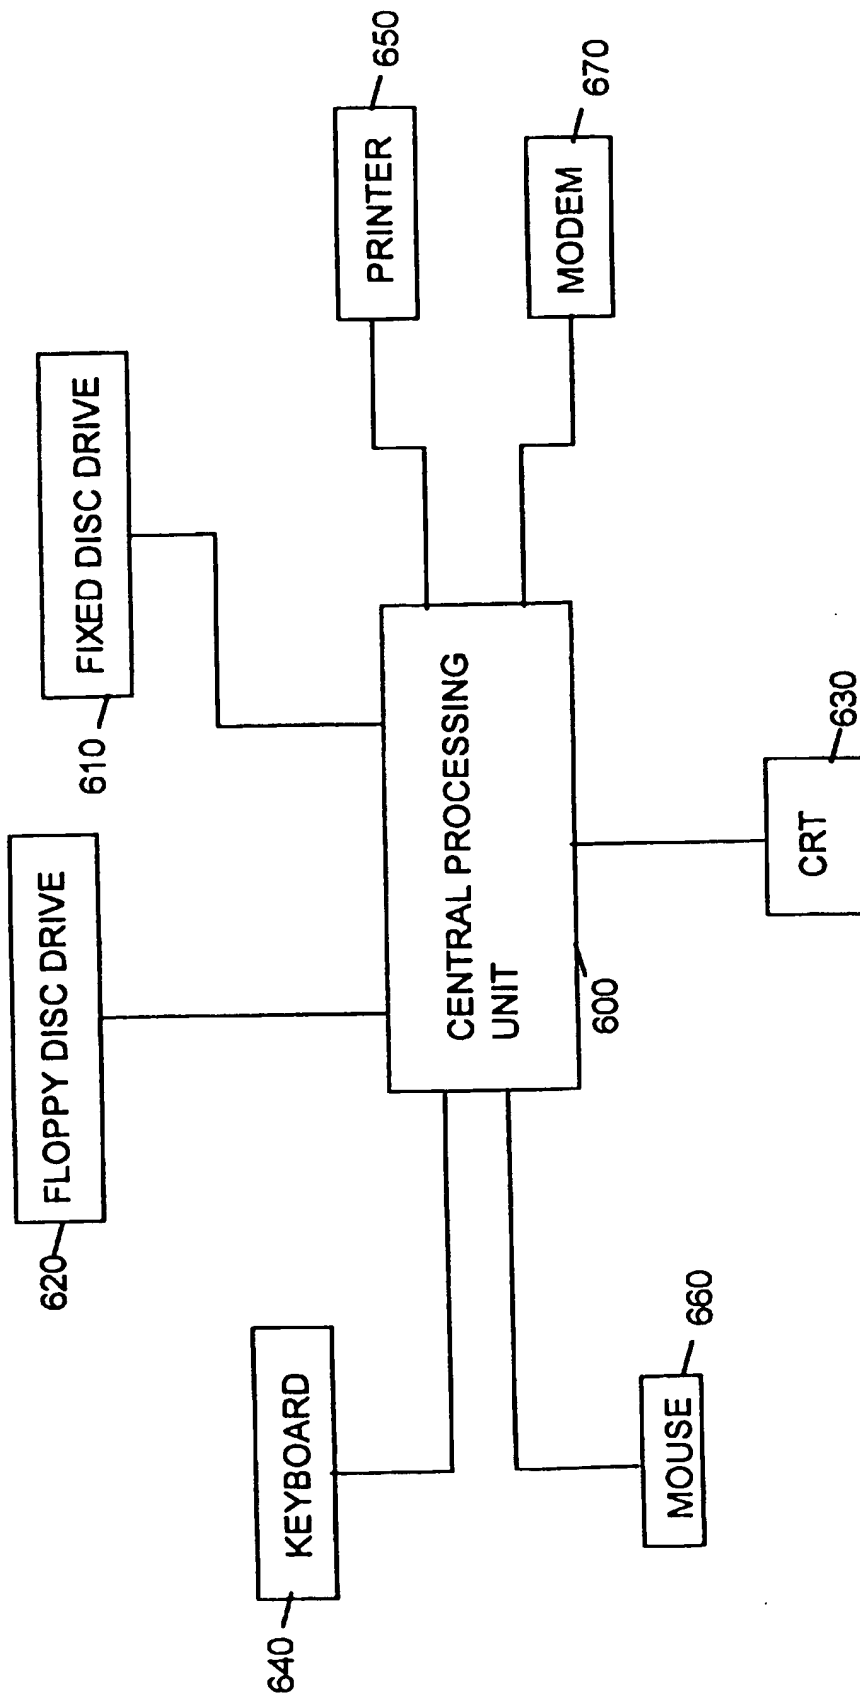 FLOPPY DISC DRIVE
620
FIXED DISC DRIVE
610
KEYBOARD
640
PRINTER
650
CENTRAL PROCESSING
UNIT
600
MODEM
670
MOUSE
660
CRT
630